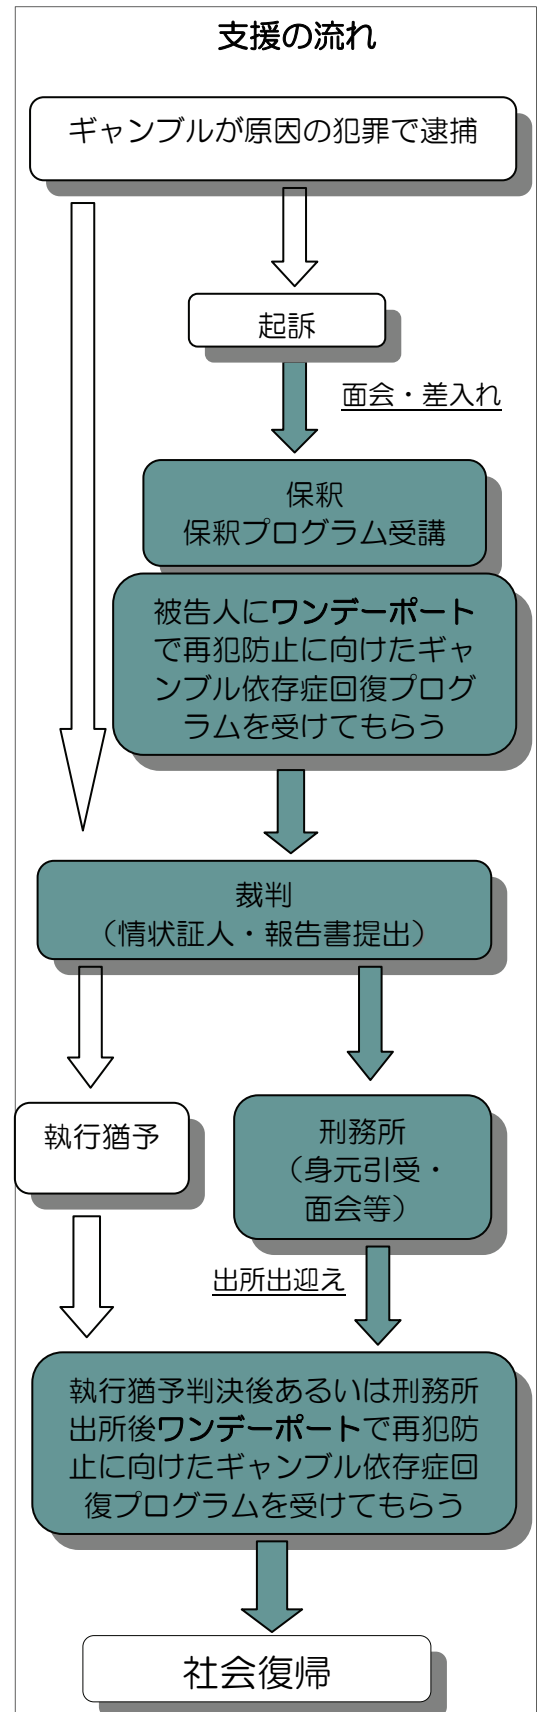 支援の流れ
ギャンブルが原因の犯罪で逮捕
起訴
面会・差入れ
保釈
保釈プログラム受講
被告人にワンデーポート
で再犯防止に向けたギャ
ンブル依存症回復プログ
ラムを受けてもらう
裁判
（情状証人・報告書提出）
執行猶予
刑務所
（身元引受・
面会等）
出所出迎え
執行猶予判決後あるいは刑務所
出所後ワンデーポートで再犯防
止に向けたギャンブル依存症回
復プログラムを受けてもらう
社会復帰